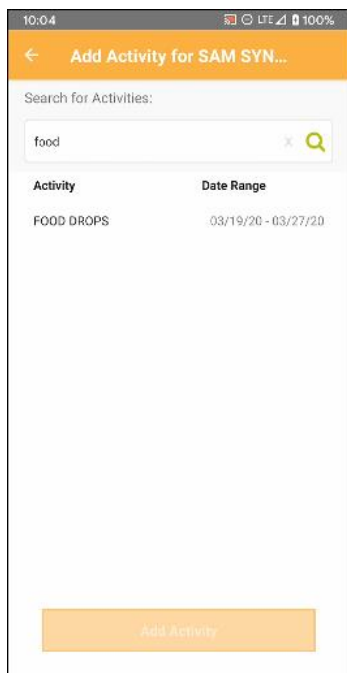 10:04 LTE 100%
Add Activity for SAM SYN...
Search for Activities:
food x
Activity Date Range
FOOD DROPS 03/19/20 - 03/27/20
Add Activity